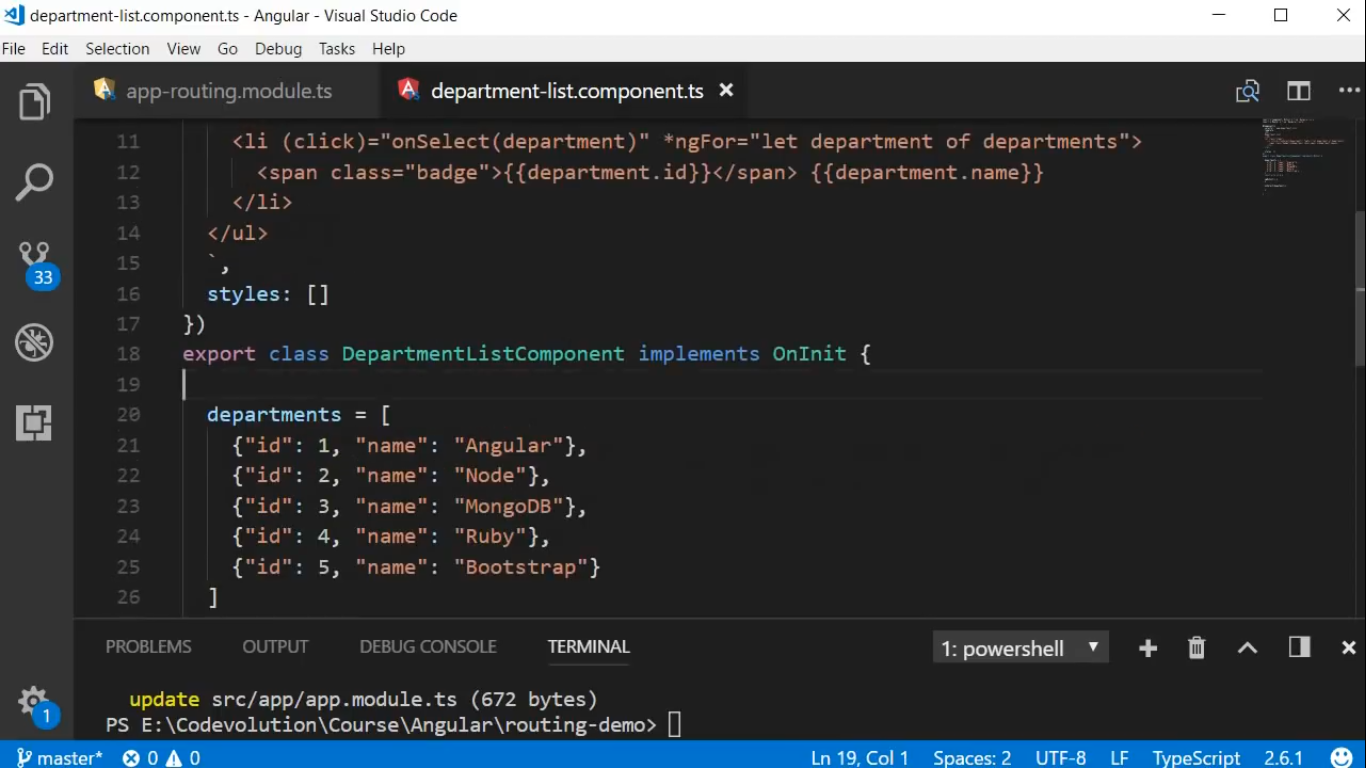 department-list.component.ts - Angular - Visual Studio Code
File Edit Selection View Go Debug Tasks Help
app-routing.module.ts department-list.component.ts
11 <li (click)="onSelect(department)" *ngFor="let department of departments">
12 <span class="badge">{{department.id}}</span> {{department.name}}
13 </li>
14 </ul>
15 `,
16 styles: []
17 })
18 export class DepartmentListComponent implements OnInit {
19
20 departments = [
21 {"id": 1, "name": "Angular"},
22 {"id": 2, "name": "Node"},
23 {"id": 3, "name": "MongoDB"},
24 {"id": 4, "name": "Ruby"},
25 {"id": 5, "name": "Bootstrap"}
26 ]
33
PROBLEMS OUTPUT DEBUG CONSOLE TERMINAL 1: powershell
update src/app/app.module.ts (672 bytes)
PS E:\Codevolution\Course\Angular\routing-demo>
1
master* 0 0 Ln 19, Col 1 Spaces: 2 UTF-8 LF TypeScript 2.6.1